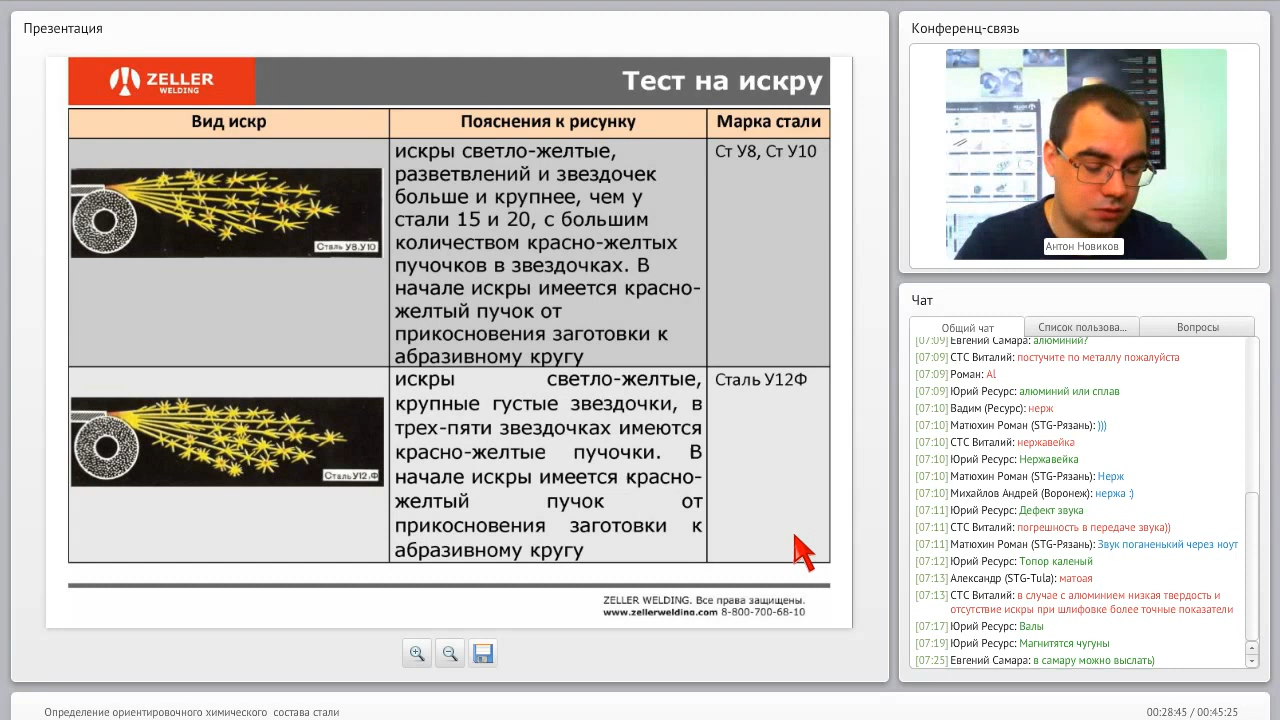 Презентация
ZELLER
WELDING
Тест на искру
Вид искр
Пояснения к рисунку
Марка стали
Сталь У8.У10
искры светло-желтые,
разветвлений и звездочек
больше и крупнее, чем у
стали 15 и 20, с большим
количеством красно-желтых
пучочков в звездочках. В
начале искры имеется красно-
желтый пучок от
прикосновения заготовки к
абразивному кругу
Ст У8, Ст У10
Сталь У12.Ф
искры светло-желтые,
крупные густые звездочки, в
трех-пяти звездочках имеются
красно-желтые пучочки. В
начале искры имеется красно-
желтый пучок от
прикосновения заготовки к
абразивному кругу
Сталь У12Ф
ZELLER WELDING. Все права защищены.
www.zellerwelding.com 8-800-700-68-10
Конференц-связь
Антон Новиков
Чат
Общий чат
Список пользова...
Вопросы
[07:09] Евгений Самара: алюминий?
[07:09] СТС Виталий: постучите по металлу пожалуйста
[07:09] Роман: Al
[07:09] Юрий Ресурс: алюминий или сплав
[07:10] Вадим (Ресурс): нерж
[07:10] Матюхин Роман (STG-Рязань): )))
[07:10] СТС Виталий: нержавейка
[07:10] Юрий Ресурс: Нержавейка
[07:10] Матюхин Роман (STG-Рязань): Нерж
[07:10] Михайлов Андрей (Воронеж): нержа :)
[07:11] Юрий Ресурс: Дефект звука
[07:11] СТС Виталий: погрешность в передаче звука))
[07:11] Матюхин Роман (STG-Рязань): Звук поганенький через ноут
[07:12] Юрий Ресурс: Топор каленый
[07:13] Александр (STG-Tula): матоая
[07:13] СТС Виталий: в случае с алюминием низкая твердость и
отсутствие искры при шлифовке более точные показатели
[07:17] Юрий Ресурс: Валы
[07:19] Юрий Ресурс: Магнитятся чугуны
[07:25] Евгений Самара: в самару можно выслать)
Определение ориентировочного химического состава стали
00:28:45 / 00:45:25